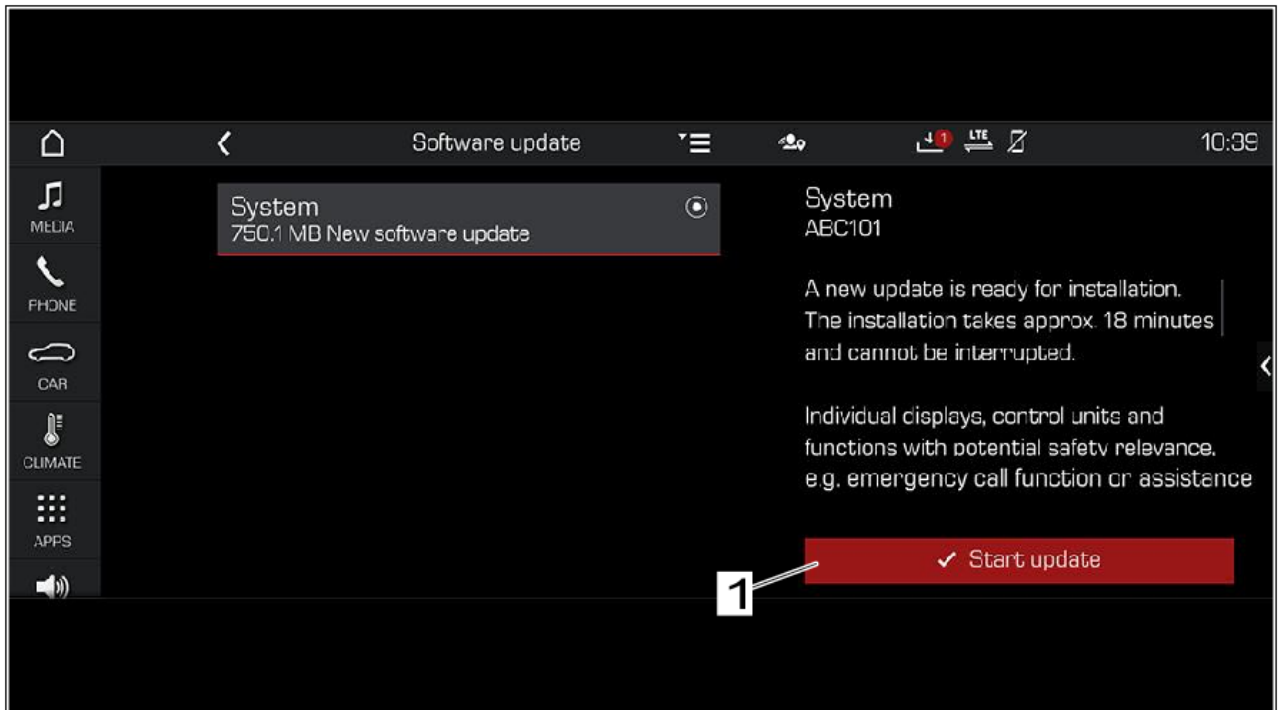 Software update
1
LTE
10:39
MEDIA
PHONE
CAR
CLIMATE
APPS
System
750.1 MB New software update
System
ABC101
A new update is ready for installation.
The installation takes approx. 18 minutes
and cannot be interrupted.
Individual displays, control units and
functions with potential safety relevance,
e.g. emergency call function or assistance
Start update
1